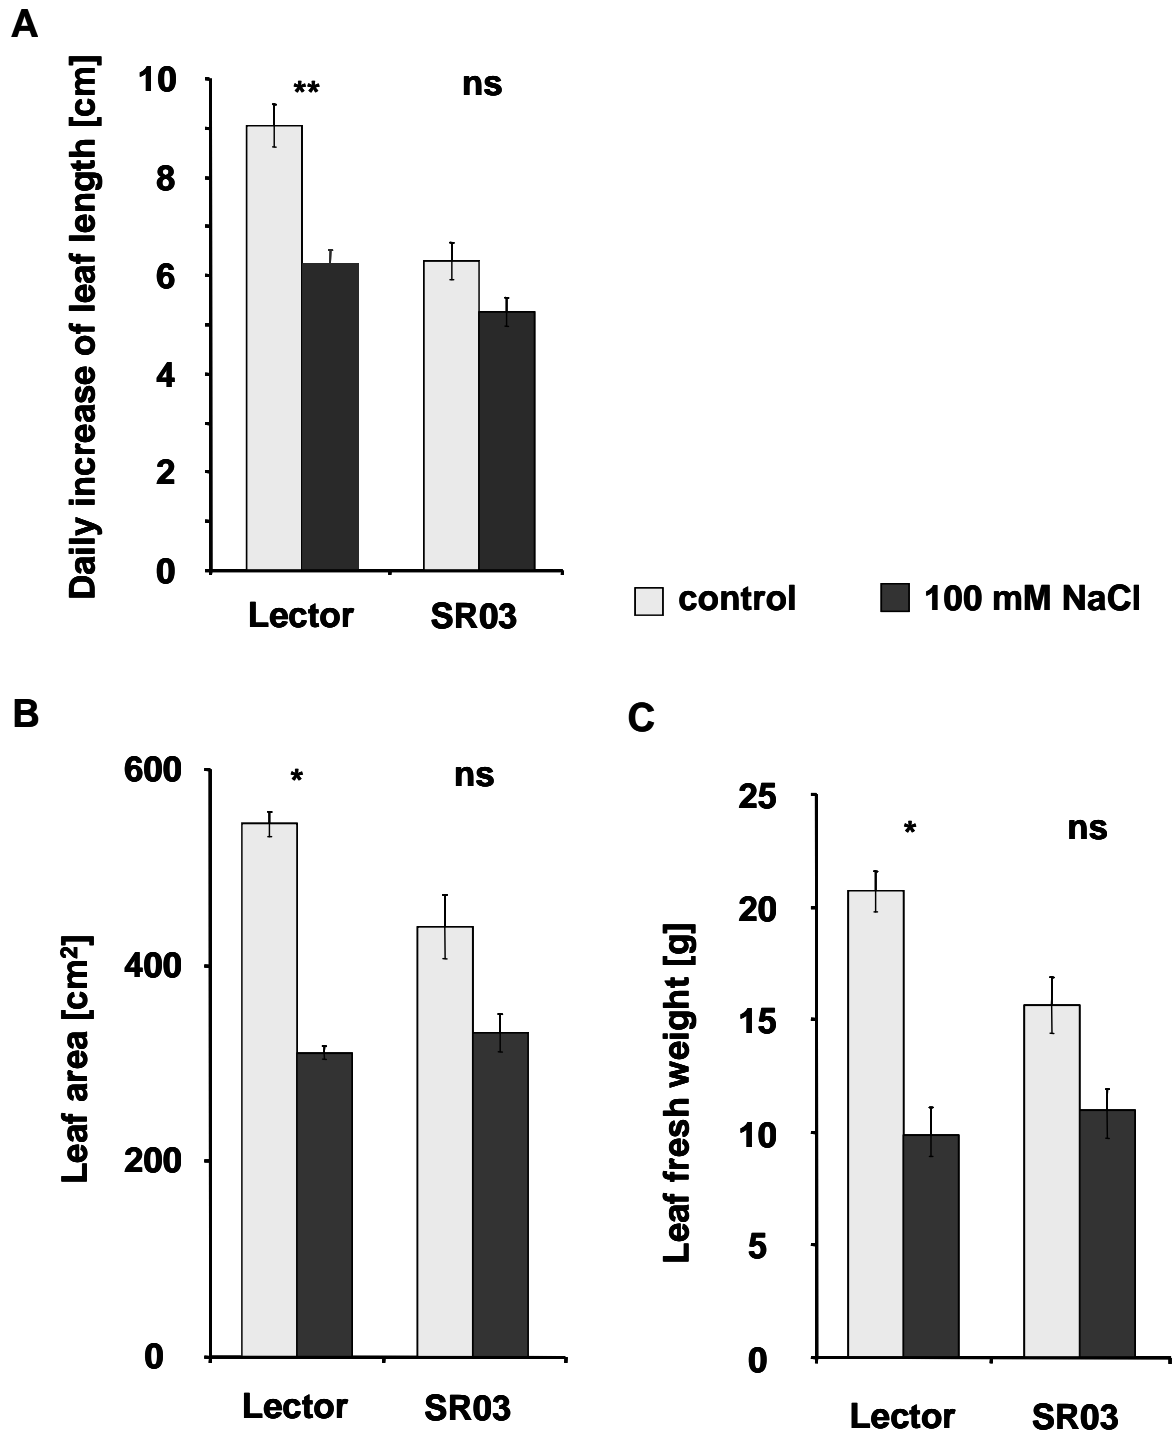 A
Daily increase of leaf length [cm]
10
8
6
4
2
0
**
ns
Lector
SR03
control
100 mM NaCl
B
Leaf area [cm²]
600
400
200
0
*
ns
Lector
SR03
C
Leaf fresh weight [g]
25
20
15
10
5
0
*
ns
Lector
SR03